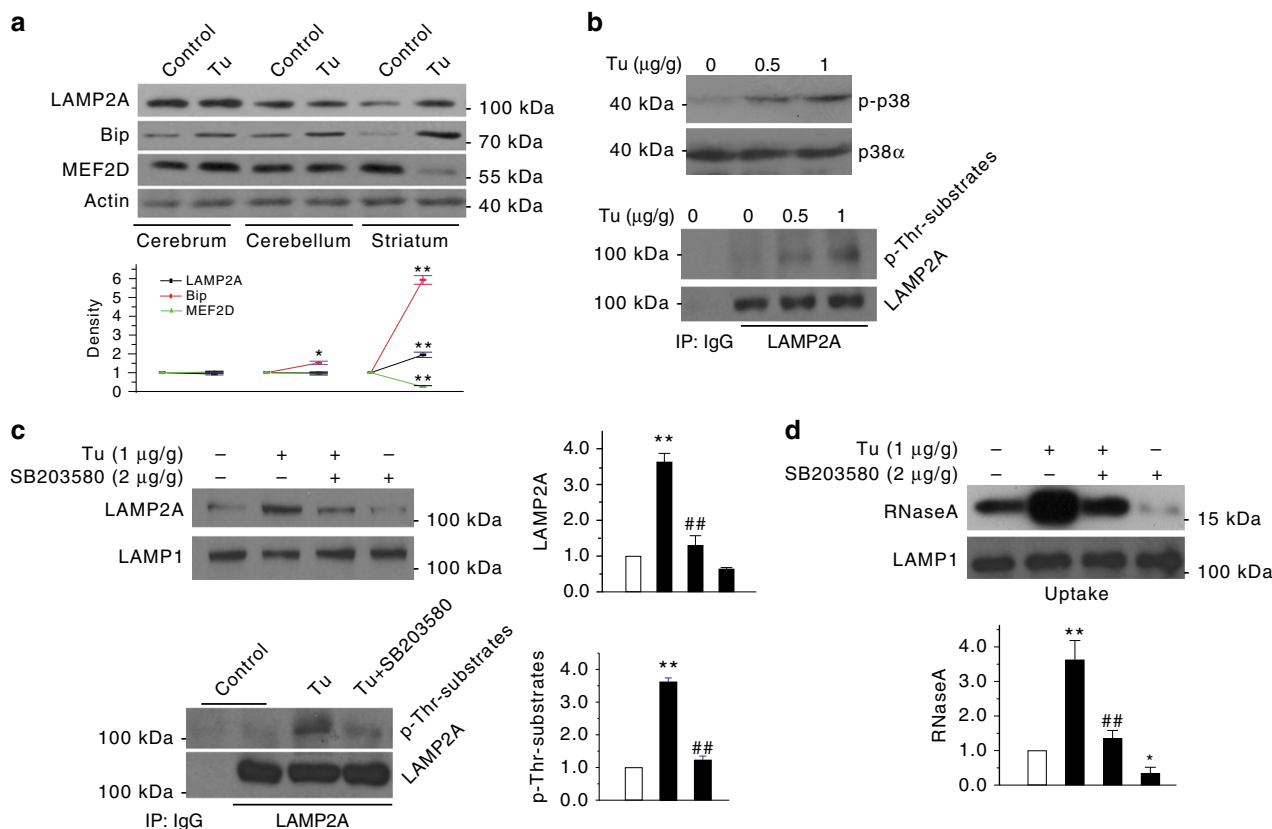 a
Control Tu Control Tu Control Tu
LAMP2A
100 kDa
Bip
70 kDa
MEF2D
55 kDa
Actin
40 kDa
Cerebrum Cerebellum Striatum
Density
6
5
4
3
2
1
0
LAMP2A
Bip
MEF2D
*
**
**
**
b
Tu (μg/g) 0 0.5 1
40 kDa p-p38
40 kDa p38α
Tu (μg/g) 0 0 0.5 1
100 kDa p-Thr-substrates
100 kDa LAMP2A
IP: IgG LAMP2A
c
Tu (1 μg/g) − + + −
SB203580 (2 μg/g) − − + +
LAMP2A
100 kDa
LAMP1
100 kDa
LAMP2A
4.0
3.0
2.0
1.0
0.0
**
##
Control Tu Tu+SB203580
100 kDa p-Thr-substrates
100 kDa LAMP2A
IP: IgG LAMP2A
p-Thr-substrates
4.0
3.0
2.0
1.0
0.0
**
##
d
Tu (1 μg/g) − + + −
SB203580 (2 μg/g) − − + +
RNaseA
15 kDa
LAMP1
100 kDa
Uptake
RNaseA
4.0
3.0
2.0
1.0
0.0
**
##
*